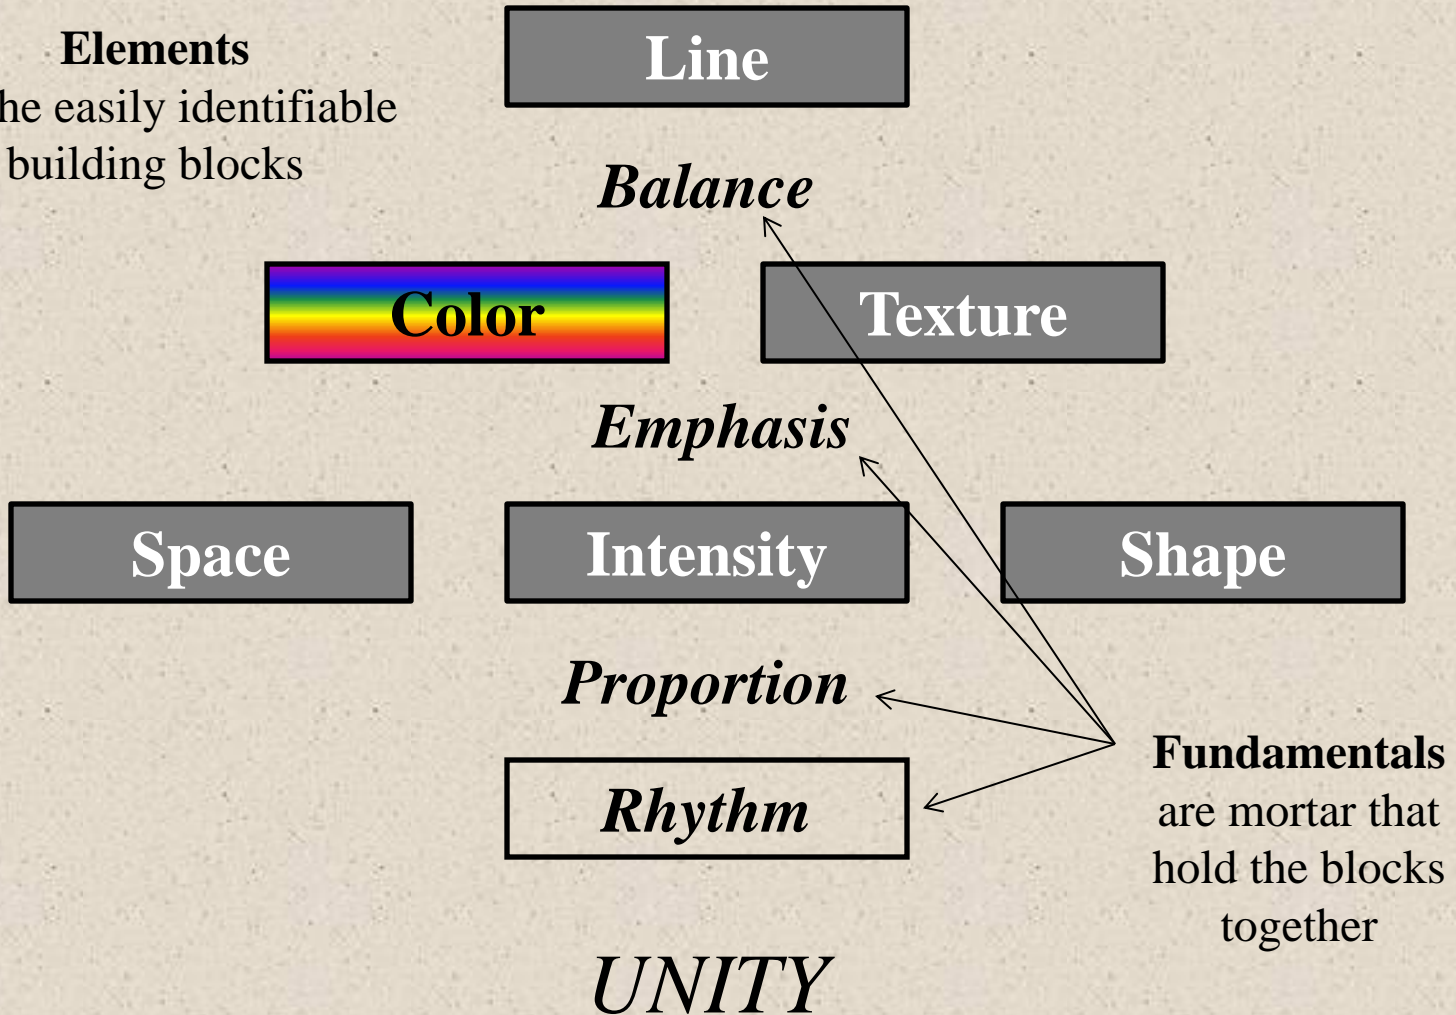 Elements
he easily identifiable
building blocks
Line
Balance
Color
Texture
Emphasis
Space
Intensity
Shape
Proportion
Rhythm
Fundamentals
are mortar that
hold the blocks
together
UNITY